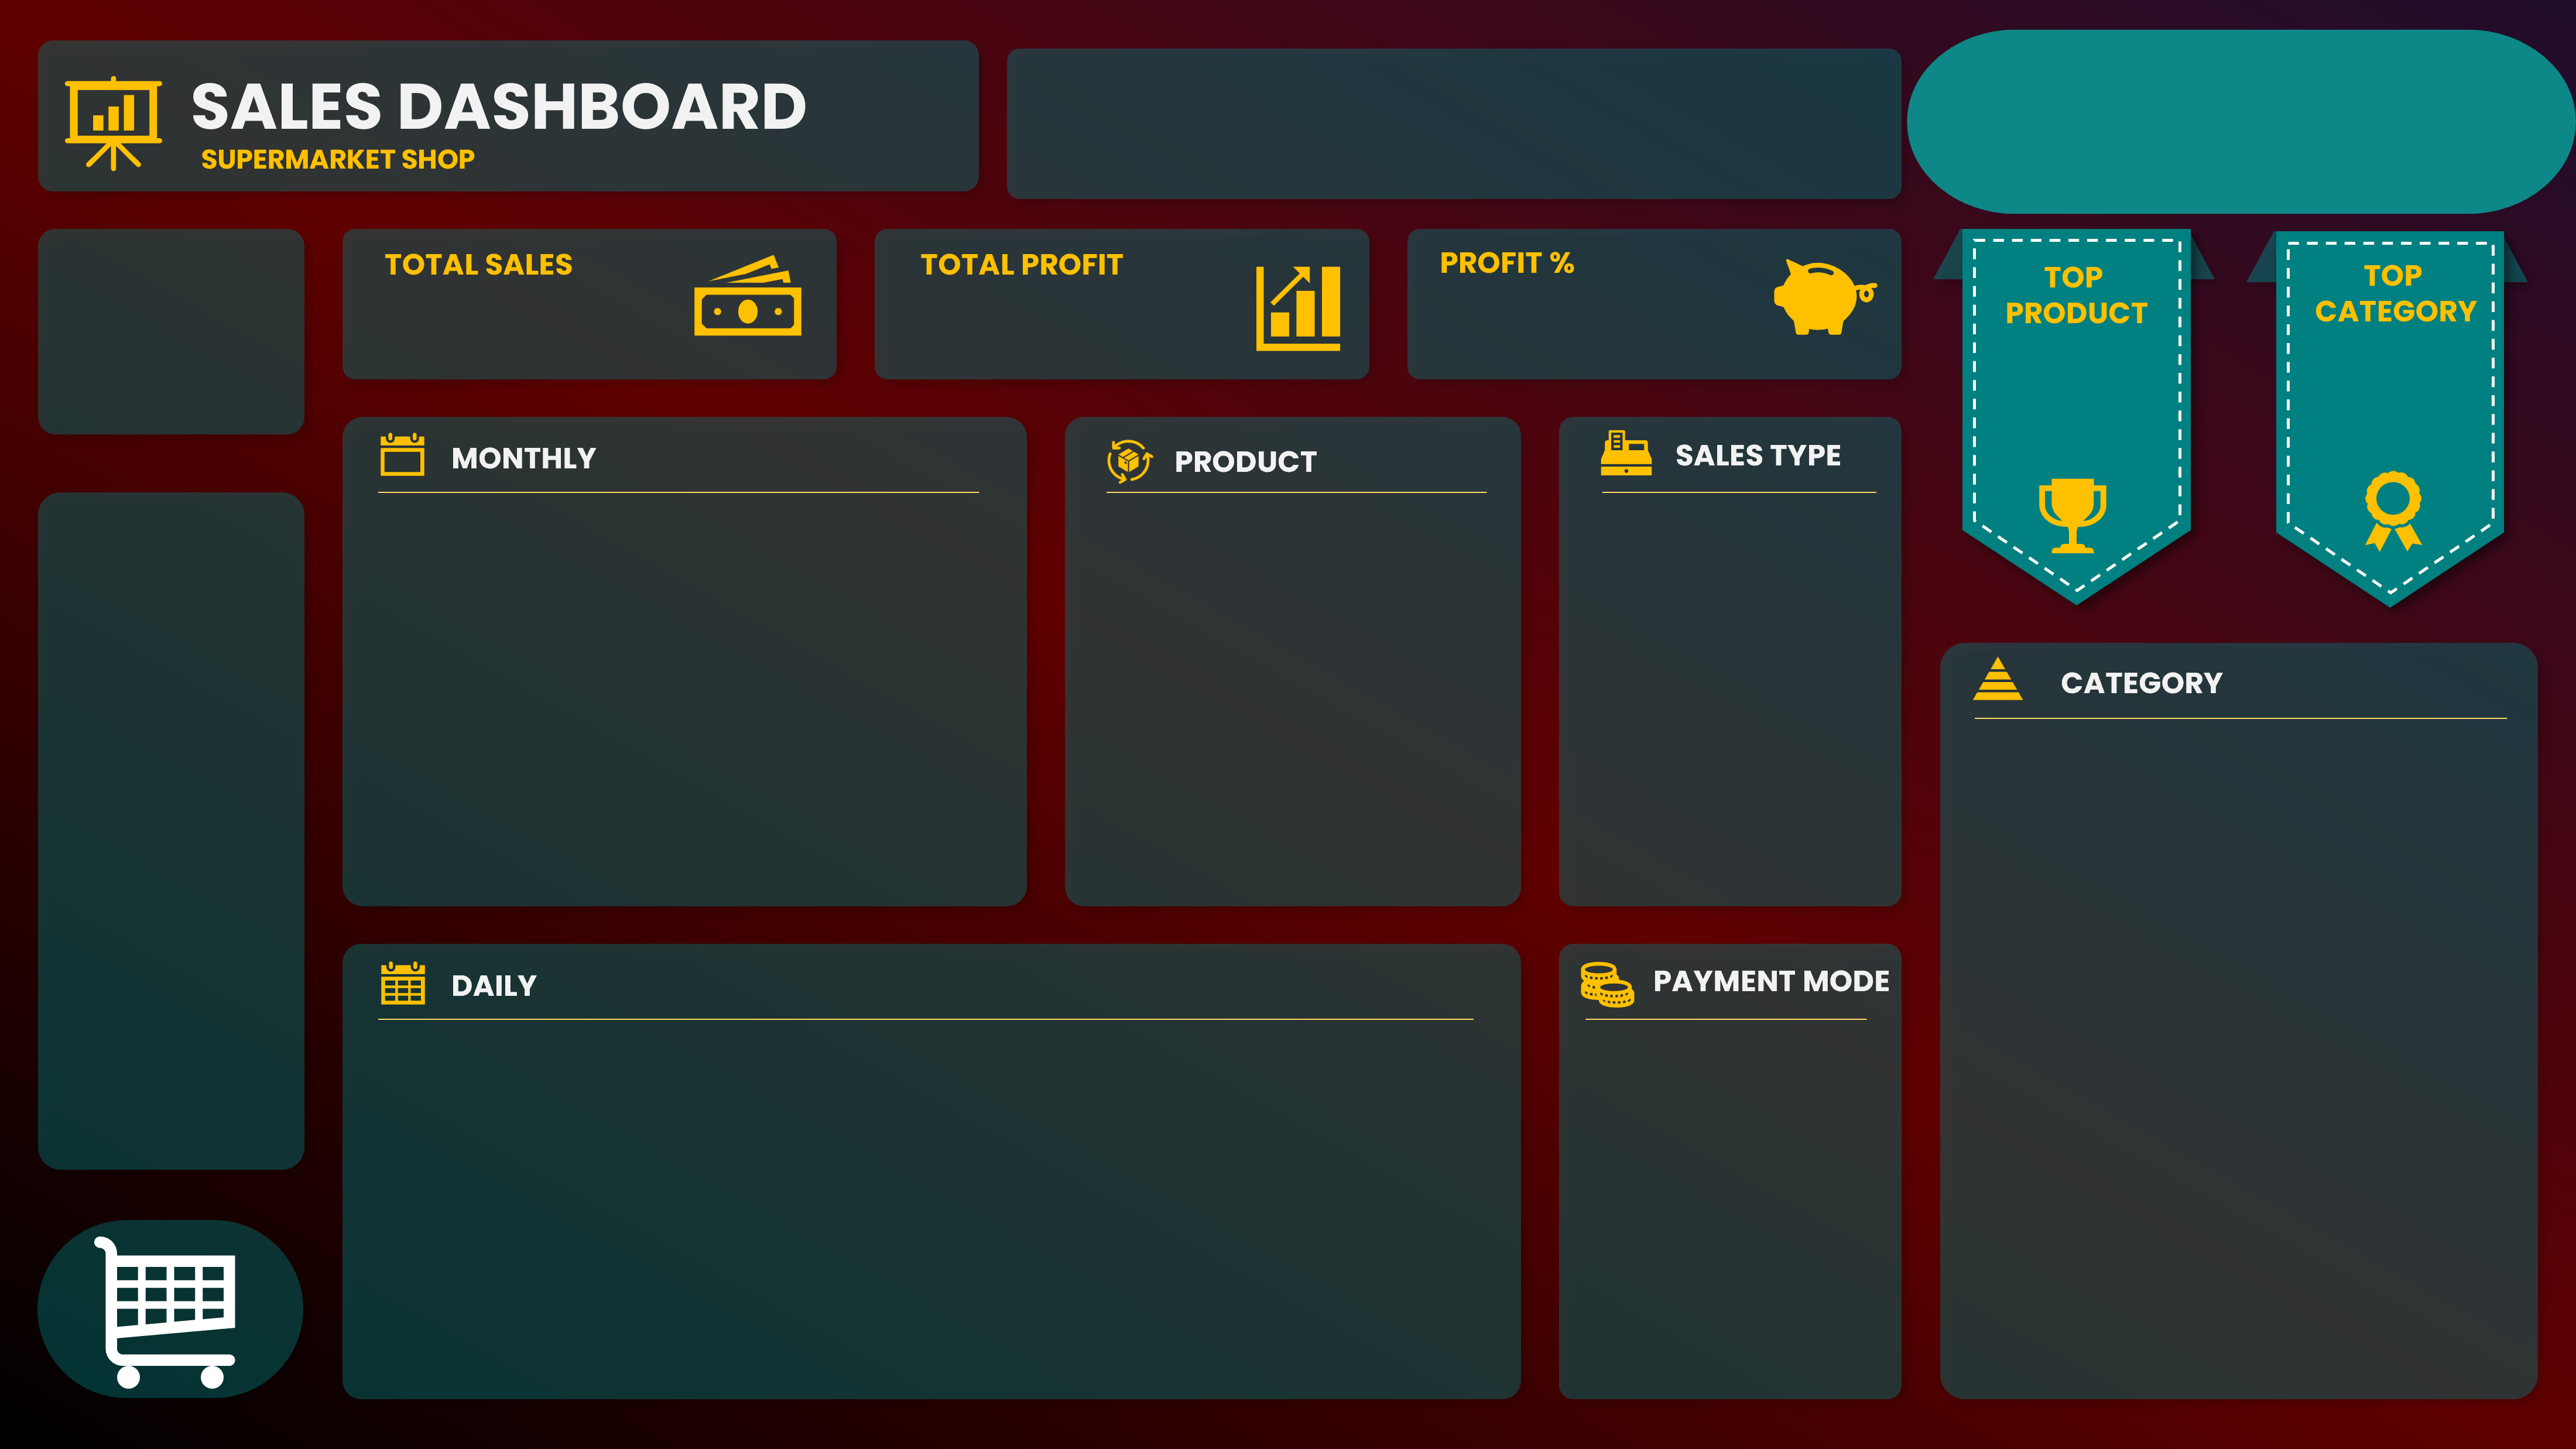 SALES DASHBOARD
SUPERMARKET SHOP
TOTAL SALES
TOTAL PROFIT
PROFIT %
TOP
PRODUCT
TOP
CATEGORY
MONTHLY
PRODUCT
SALES TYPE
CATEGORY
DAILY
PAYMENT MODE